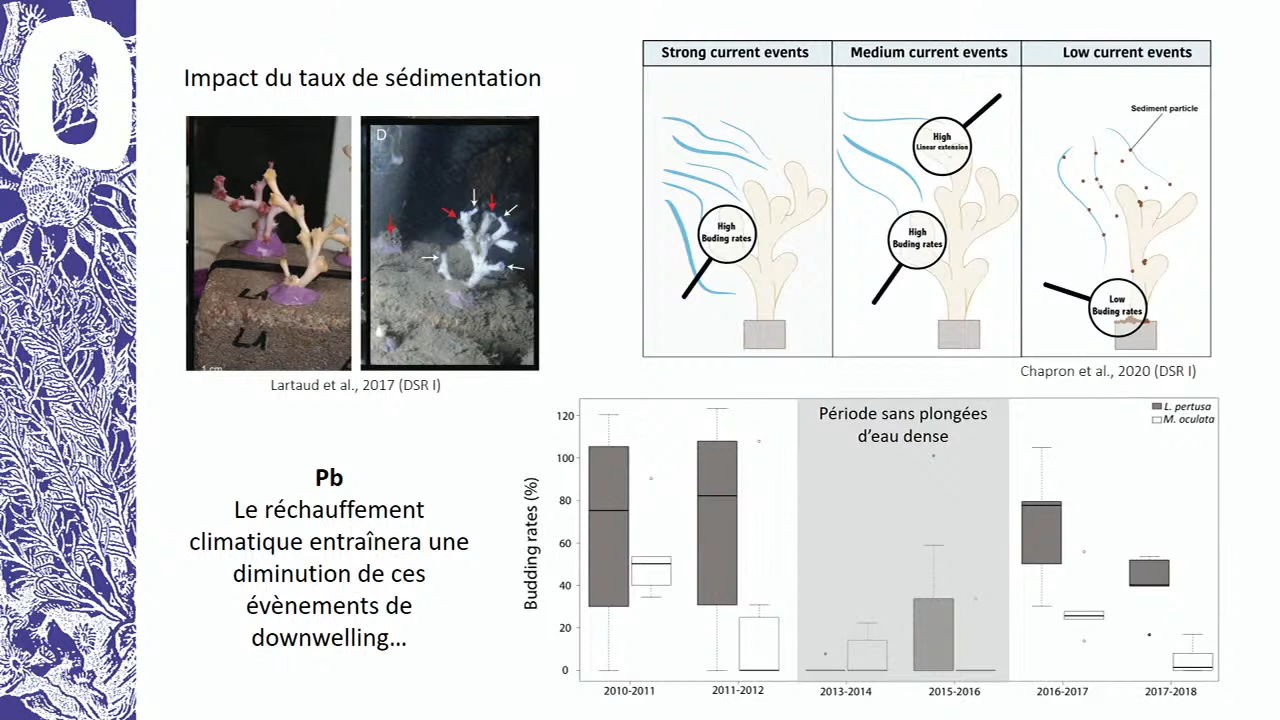 Impact du taux de sédimentation
D
L1
L1
1 cm
Lartaud et al., 2017 (DSR I)
Strong current events
Medium current events
Low current events
High
Buding rates
High
Linear extension
High
Buding rates
Sediment particle
Low
Buding rates
Chapron et al., 2020 (DSR I)
Pb
Le réchauffement
climatique entraînera une
diminution de ces
évènements de
downwelling...
Budding rates (%)
120
100
80
60
40
20
0
Période sans plongées
d'eau dense
L. pertusa
M. oculata
2010-2011
2011-2012
2013-2014
2015-2016
2016-2017
2017-2018